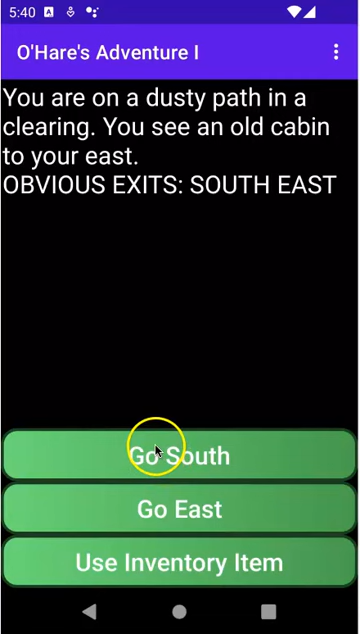 5:40 A
O'Hare's Adventure I
You are on a dusty path in a
clearing. You see an old cabin
to your east.
OBVIOUS EXITS: SOUTH EAST
Go South
Go East
Use Inventory Item